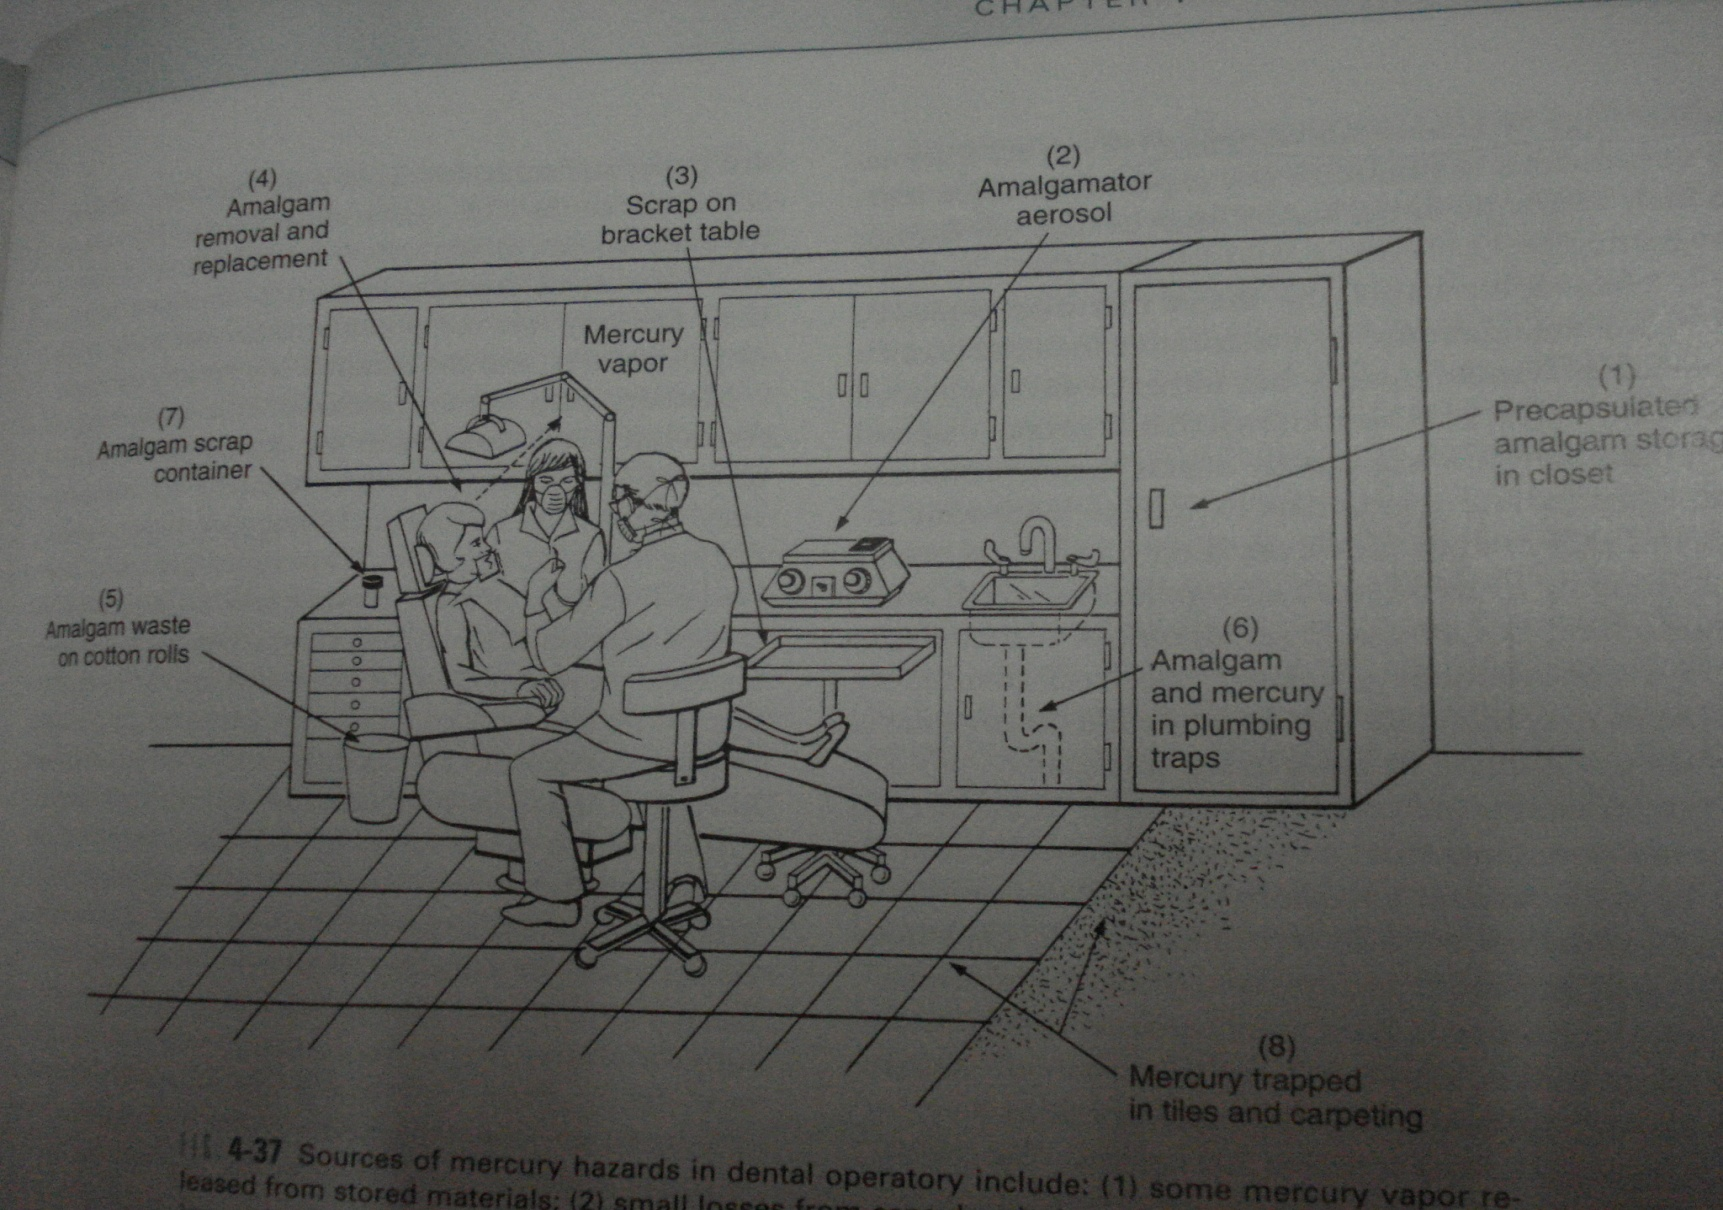 CHAPTER
(4)
Amalgam
removal and
replacement
(3)
Scrap on
bracket table
(2)
Amalgamator
aerosol
Mercury
vapor
(1)
Precapsulated
amalgam storag
in closet
(7)
Amalgam scrap
container
(5)
Amalgam waste
on cotton rolls
(6)
Amalgam
and mercury
in plumbing
traps
(8)
Mercury trapped
in tiles and carpeting
4-37 Sources of mercury hazards in dental operatory include: (1) some mercury vapor re-
leased from stored materials; (2) small losses from